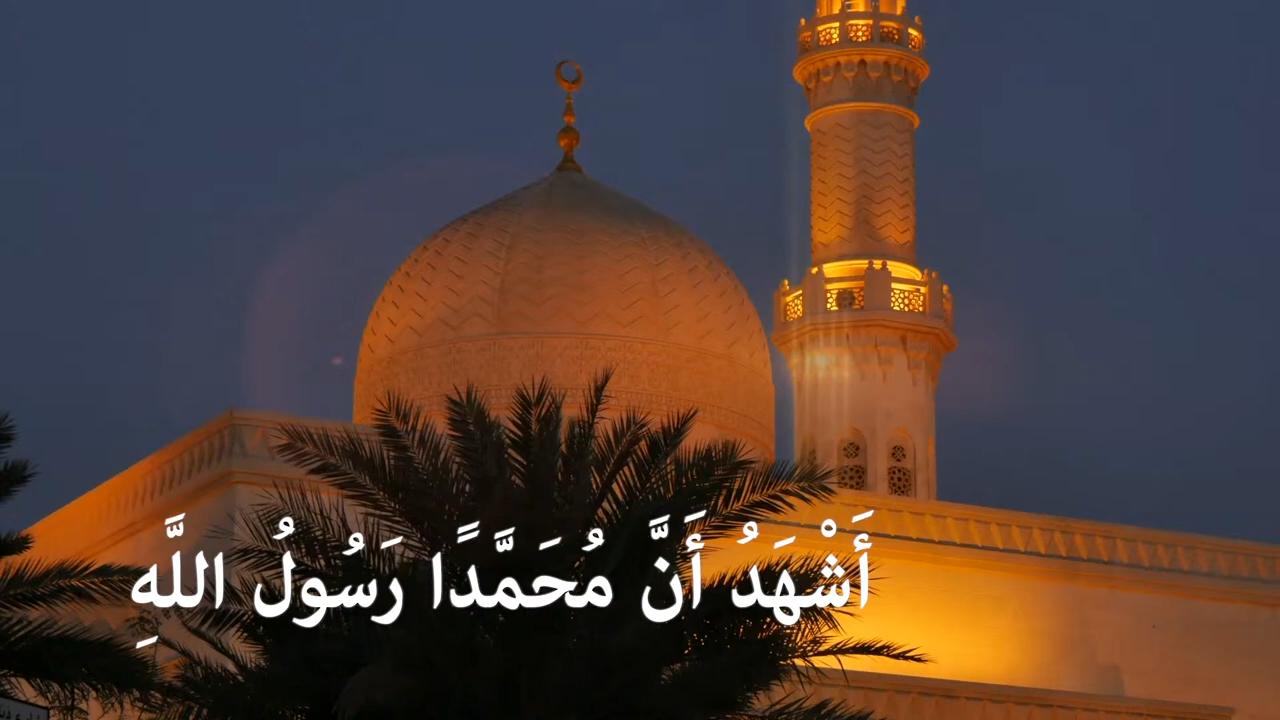 أَشْهَدُ أَنَّ مُحَمَّدًا رَسُولُ اللَّهِ